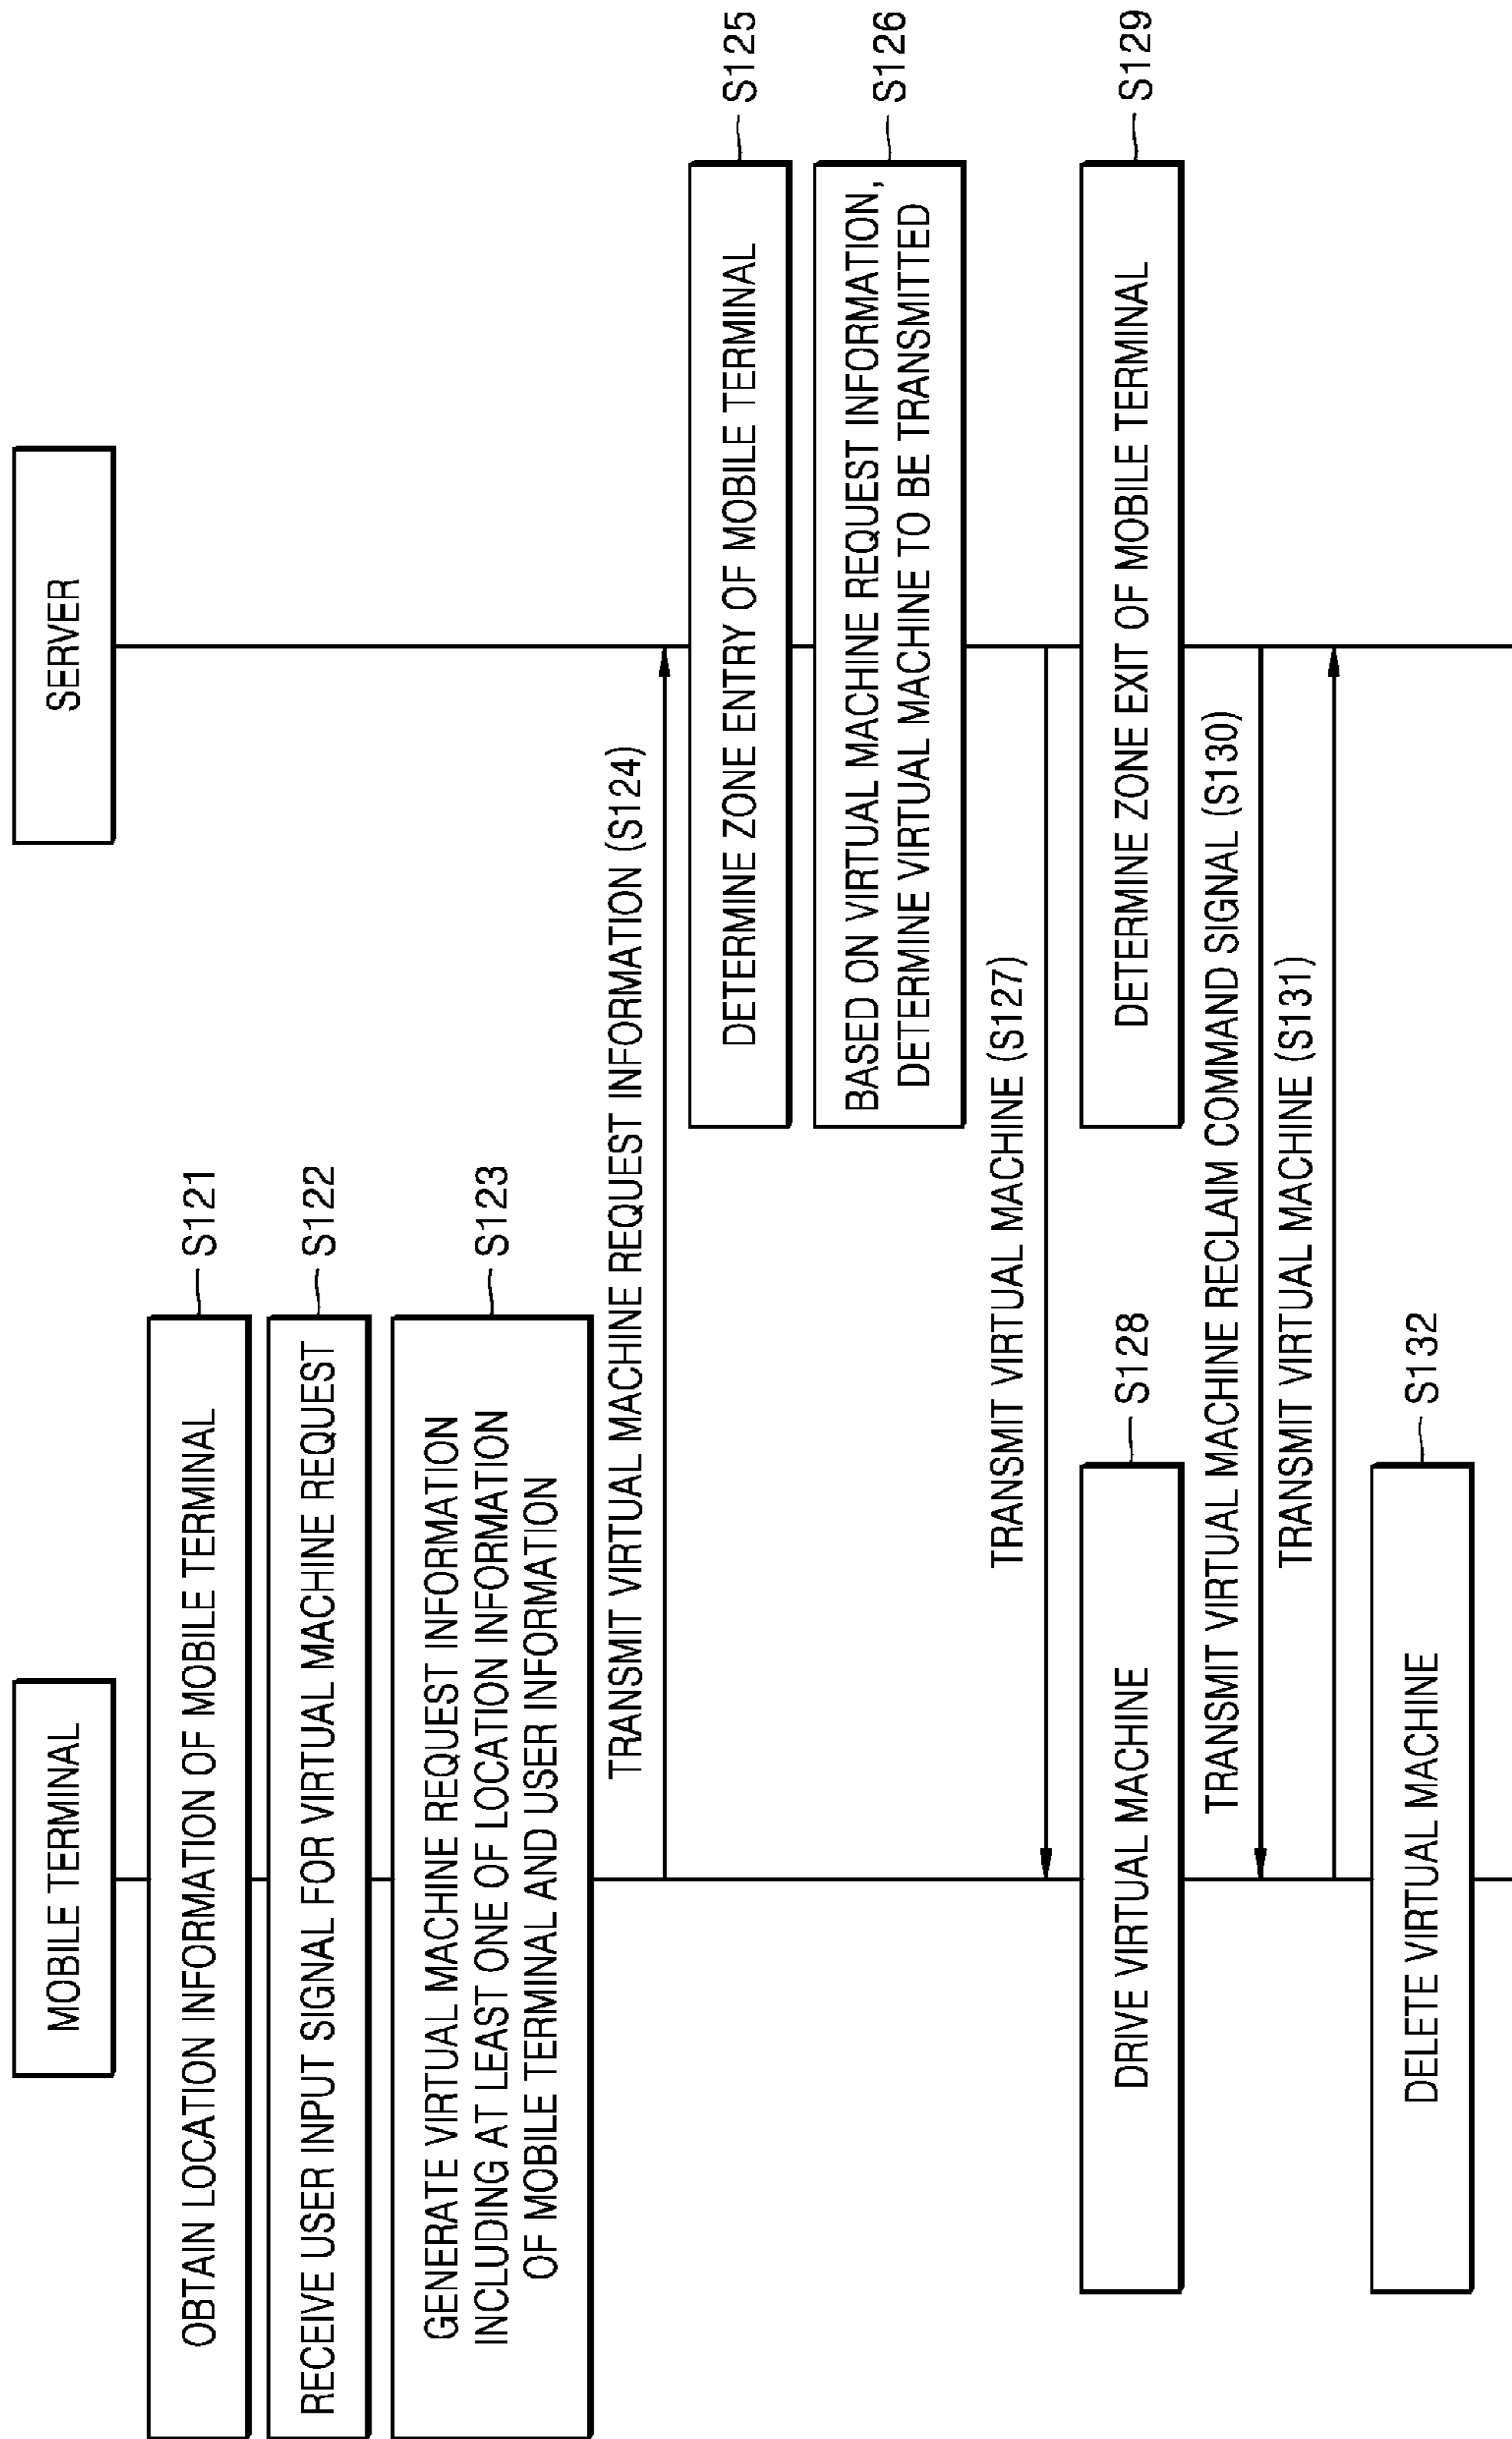 MOBILE TERMINAL
SERVER
OBTAIN LOCATION INFORMATION OF MOBILE TERMINAL
S121
RECEIVE USER INPUT SIGNAL FOR VIRTUAL MACHINE REQUEST
S122
GENERATE VIRTUAL MACHINE REQUEST INFORMATION
INCLUDING AT LEAST ONE OF LOCATION INFORMATION
OF MOBILE TERMINAL AND USER INFORMATION
S123
TRANSMIT VIRTUAL MACHINE REQUEST INFORMATION (S124)
DETERMINE ZONE ENTRY OF MOBILE TERMINAL
S125
BASED ON VIRTUAL MACHINE REQUEST INFORMATION,
DETERMINE VIRTUAL MACHINE TO BE TRANSMITTED
S126
TRANSMIT VIRTUAL MACHINE (S127)
DRIVE VIRTUAL MACHINE
S128
DETERMINE ZONE EXIT OF MOBILE TERMINAL
S129
TRANSMIT VIRTUAL MACHINE RECLAIM COMMAND SIGNAL (S130)
TRANSMIT VIRTUAL MACHINE (S131)
DELETE VIRTUAL MACHINE
S132